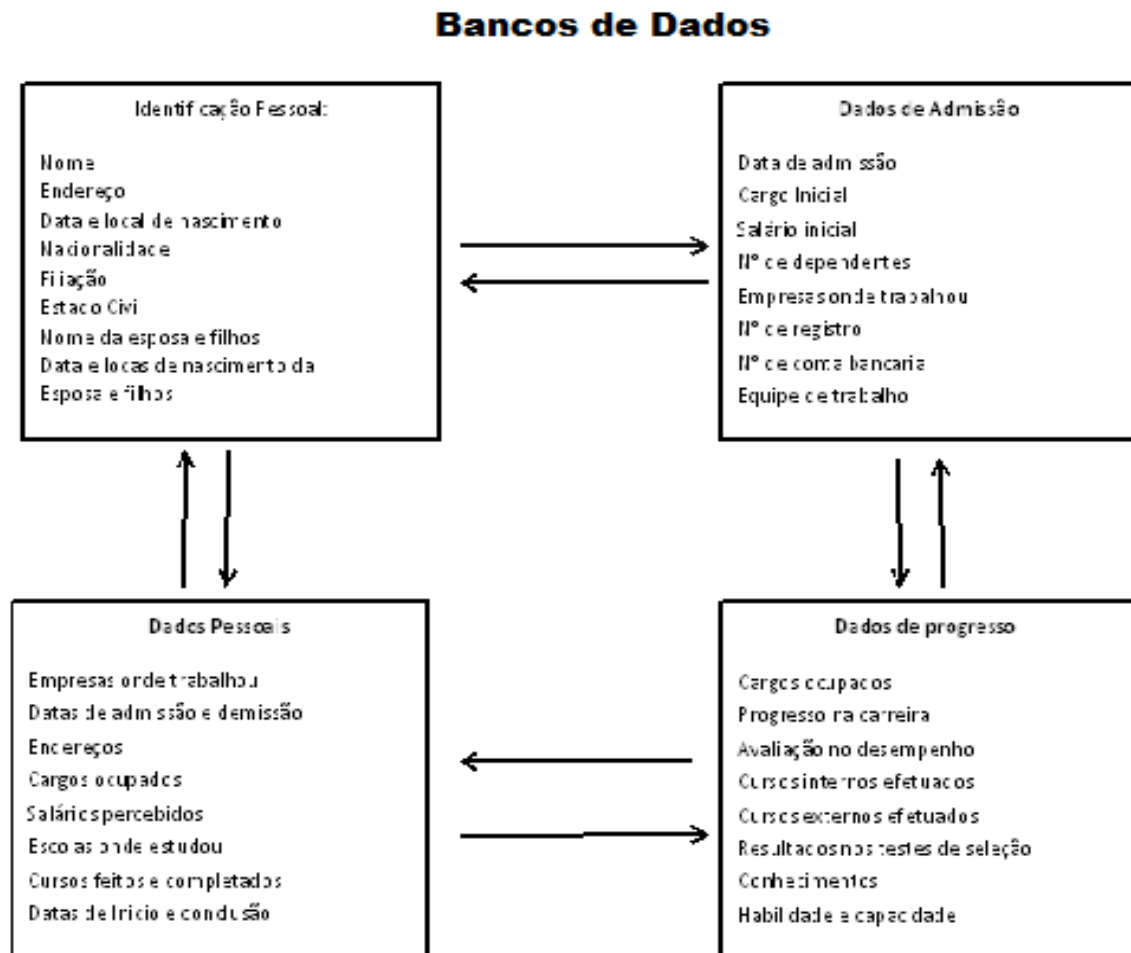 Bancos de Dados
Identificação Pessoal:
Nome
Endereço
Data e local de nascimento
Nacionalidade
Filiação
Estado Civil
Nome da esposa e filhos
Data e locas de nascimento da
Esposa e filhos
Dados de Admissão
Data de admissão
Cargo Inicial
Salário inicial
N° de dependentes
Empresas onde trabalhou
N° de registro
N° de conta bancaria
Equipe de trabalho
Dados Pessoais
Empresas onde trabalhou
Datas de admissão e demissão
Endereços
Cargos ocupados
Salários percebidos
Escolas onde estudou
Cursos feitos e completados
Datas de Inicio e conclusão
Dados de progresso
Cargos ocupados
Progresso na carreira
Avaliação no desempenho
Cursos internos efetuados
Cursos externos efetuados
Resultados nos testes de seleção
Conhecimentos
Habilidade e capacidade